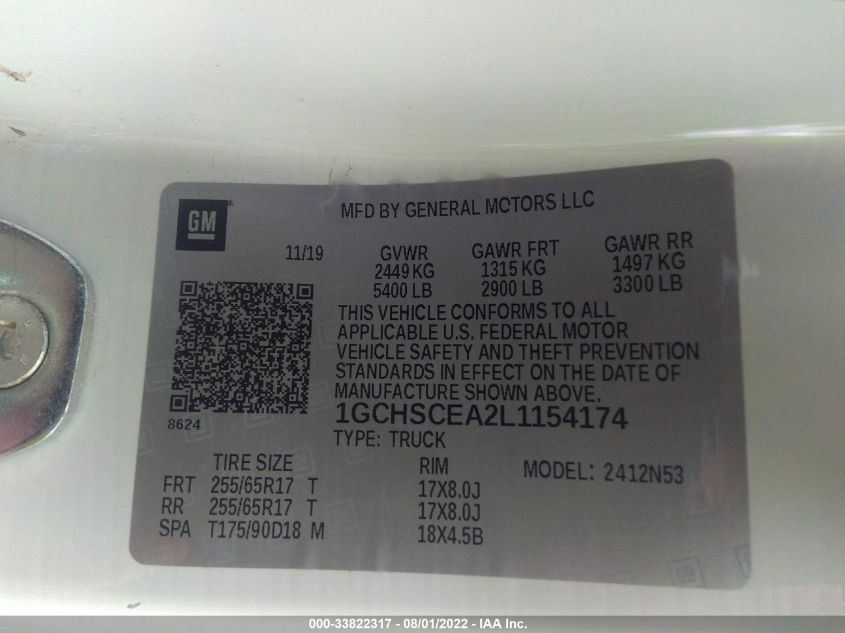 GM
MFD BY GENERAL MOTORS LLC
11/19 GVWR GAWR FRT GAWR RR
2449 KG 1315 KG 1497 KG
5400 LB 2900 LB 3300 LB
THIS VEHICLE CONFORMS TO ALL
APPLICABLE U.S. FEDERAL MOTOR
VEHICLE SAFETY AND THEFT PREVENTION
STANDARDS IN EFFECT ON THE DATE OF
MANUFACTURE SHOWN ABOVE.
8624
1GCHSCEA2L1154174
TYPE: TRUCK
TIRE SIZE RIM MODEL: 2412N53
FRT 255/65R17 T 17X8.0J
RR 255/65R17 T 17X8.0J
SPA T175/90D18 M 18X4.5B
000-33822317 - 08/01/2022 - IAA Inc.